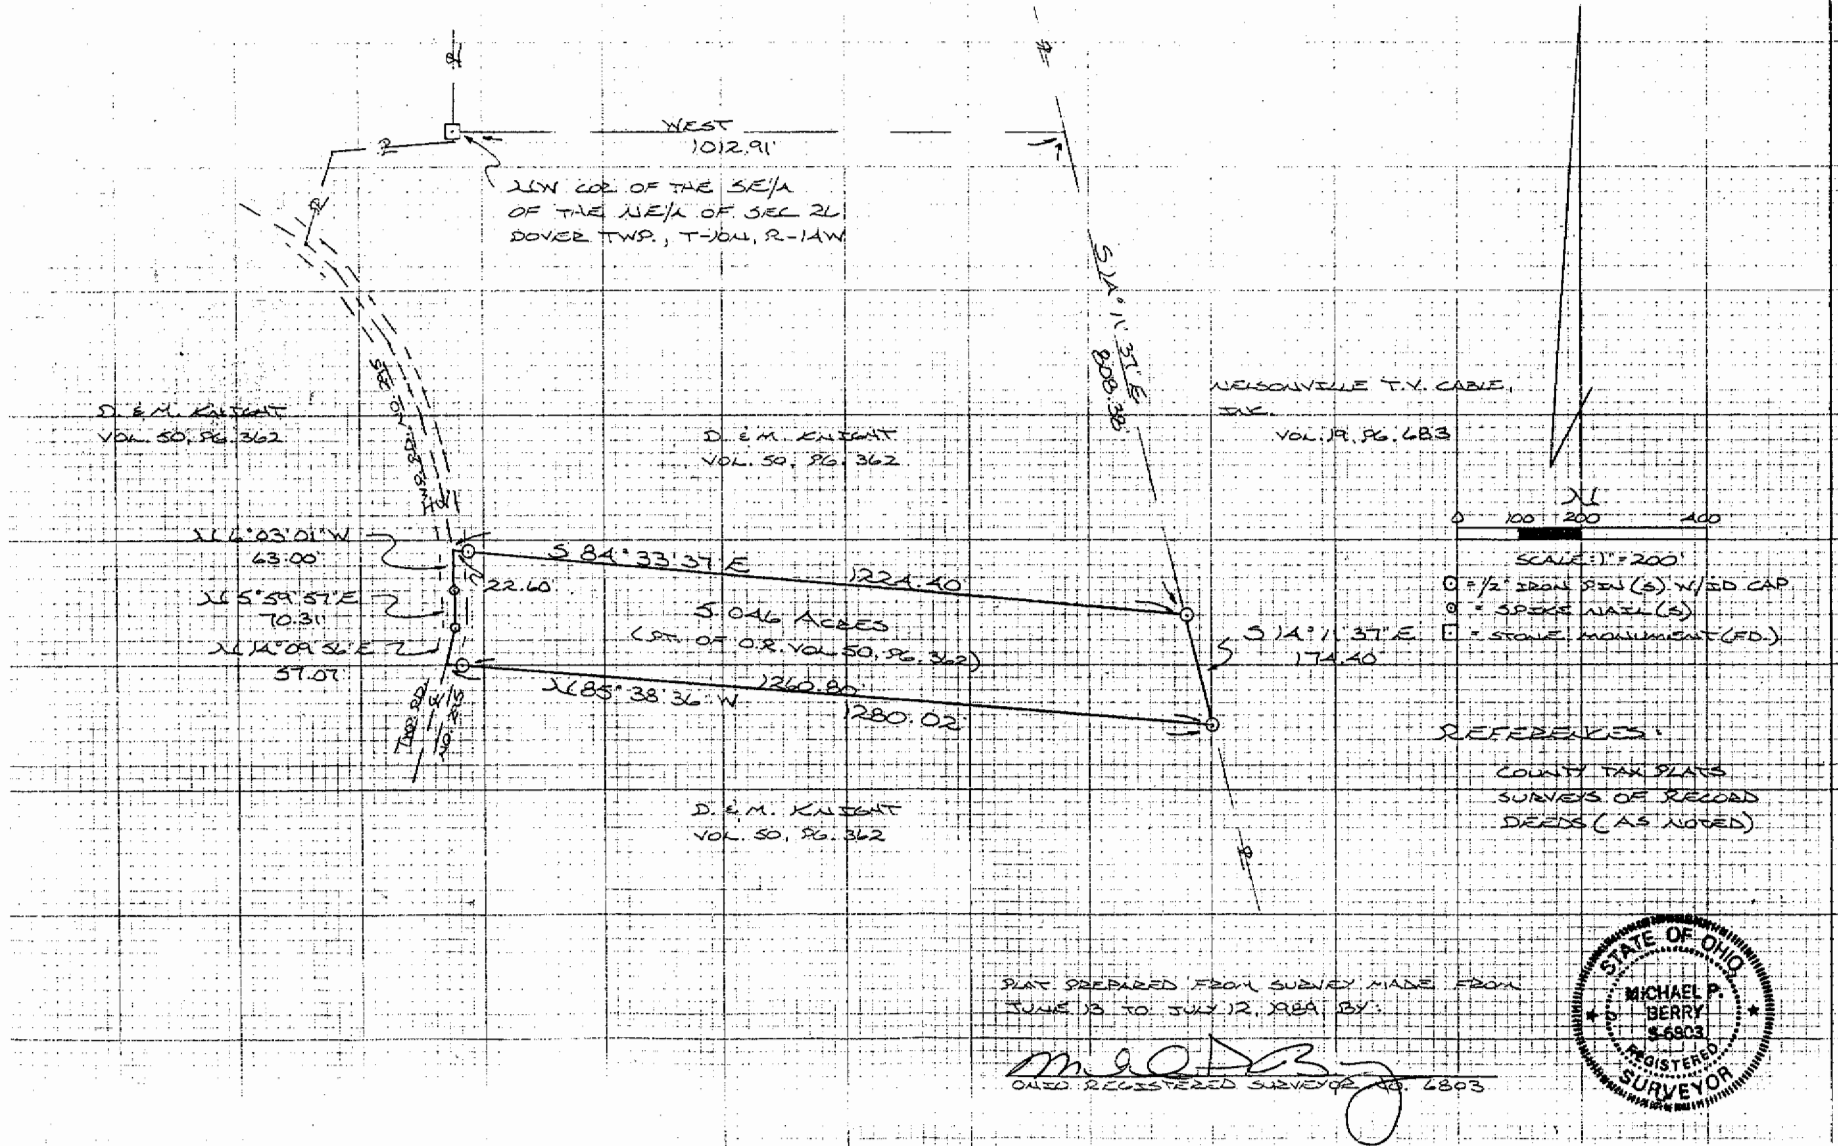 WEST
1012.91'
NW COR OF THE SE1/4
OF THE NE1/4 OF SEC 26
DOVER TWP., T-10N, R-14W
S 14° 11' 37" E
808.38'
NELSONVILLE T.V. CABLE,
INC.
VOL. 19, PG. 683
D. & M. KNIGHT
VOL. 50, PG. 362
D. & M. KNIGHT
VOL. 50, PG. 362
N 6° 03' 01" W
63.00'
N 5° 59' 57" E
70.31'
N 14° 09' 56" E
57.07'
S 84° 33' 37" E
1224.40'
22.60'
5.046 ACRES
(PT. OF O.R. VOL 50, PG. 362)
S 14° 11' 37" E
174.40'
N 85° 38' 36" W
1260.80'
1280.02'
TWP. RD.
D. & M. KNIGHT
VOL. 50, PG. 362
N
0 100 200 400
SCALE: 1" = 200'
= 1/2" IRON PIN (S) W/ID CAP
= SPIKE NAIL (S)
= STONE MONUMENT (FD.)
REFERENCES:
COUNTY TAX PLATS
SURVEYS OF RECORD
DEEDS (AS NOTED)
PLAT PREPARED FROM SURVEY MADE FROM
JUNE 13 TO JULY 12, 1989 BY:
OHIO REGISTERED SURVEYOR NO. 6803
STATE OF OHIO
MICHAEL P.
BERRY
S-6803
REGISTERED
SURVEYOR